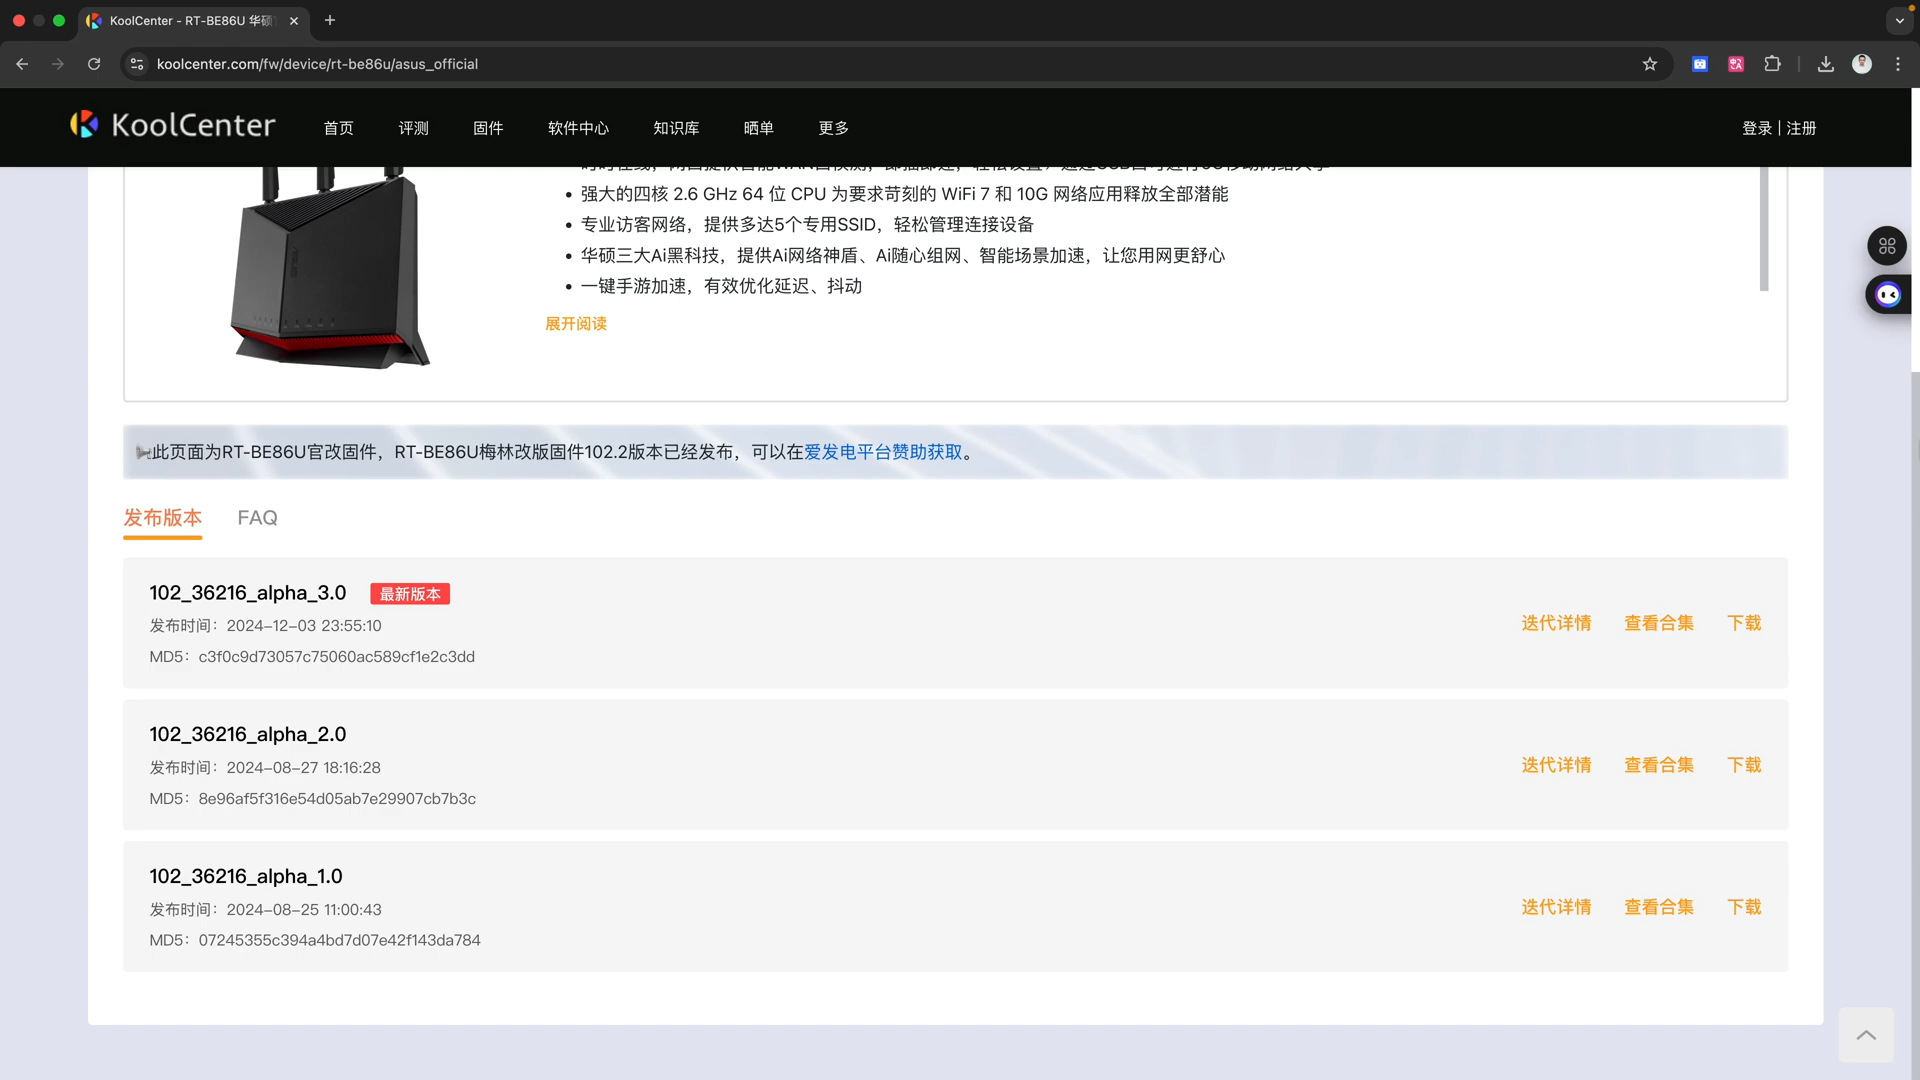 KoolCenter - RT-BE86U 华硕
koolcenter.com/fw/device/rt-be86u/asus_official
KoolCenter
首页
评测
固件
软件中心
知识库
晒单
更多
登录 | 注册
强大的四核 2.6 GHz 64 位 CPU 为要求苛刻的 WiFi 7 和 10G 网络应用释放全部潜能
专业访客网络，提供多达5个专用SSID，轻松管理连接设备
华硕三大Ai黑科技，提供Ai网络神盾、Ai随心组网、智能场景加速，让您用网更舒心
一键手游加速，有效优化延迟、抖动
展开阅读
此页面为RT-BE86U官改固件，RT-BE86U梅林改版固件102.2版本已经发布，可以在爱发电平台赞助获取。
发布版本
FAQ
102_36216_alpha_3.0 最新版本
发布时间：2024-12-03 23:55:10
MD5：c3f0c9d73057c75060ac589cf1e2c3dd
迭代详情 查看合集 下载
102_36216_alpha_2.0
发布时间：2024-08-27 18:16:28
MD5：8e96af5f316e54d05ab7e29907cb7b3c
迭代详情 查看合集 下载
102_36216_alpha_1.0
发布时间：2024-08-25 11:00:43
MD5：07245355c394a4bd7d07e42f143da784
迭代详情 查看合集 下载